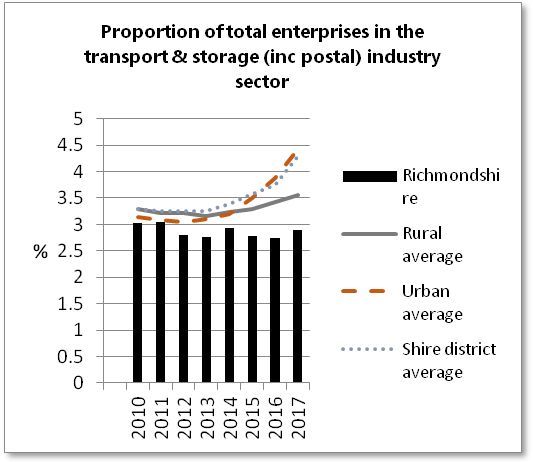 Proportion of total enterprises in the
transport & storage (inc postal) industry
sector
5
4.5
4
3.5
3
2.5
2
1.5
1
0.5
0
%
2010
2011
2012
2013
2014
2015
2016
2017
Richmondshi
re
Rural
average
Urban
average
Shire district
average